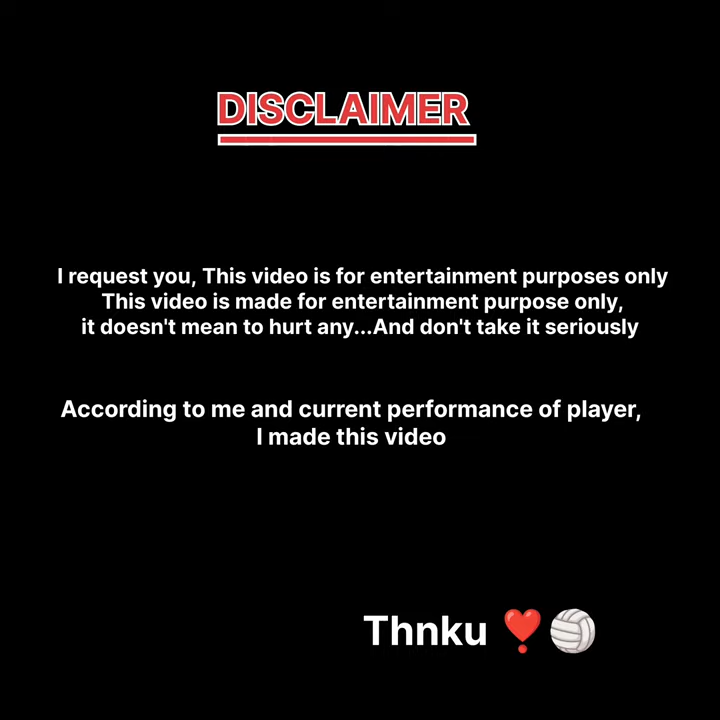 DISCLAIMER
I request you, This video is for entertainment purposes only
This video is made for entertainment purpose only,
it doesn't mean to hurt any...And don't take it seriously
According to me and current performance of player,
I made this video
Thnku ❣️🏐